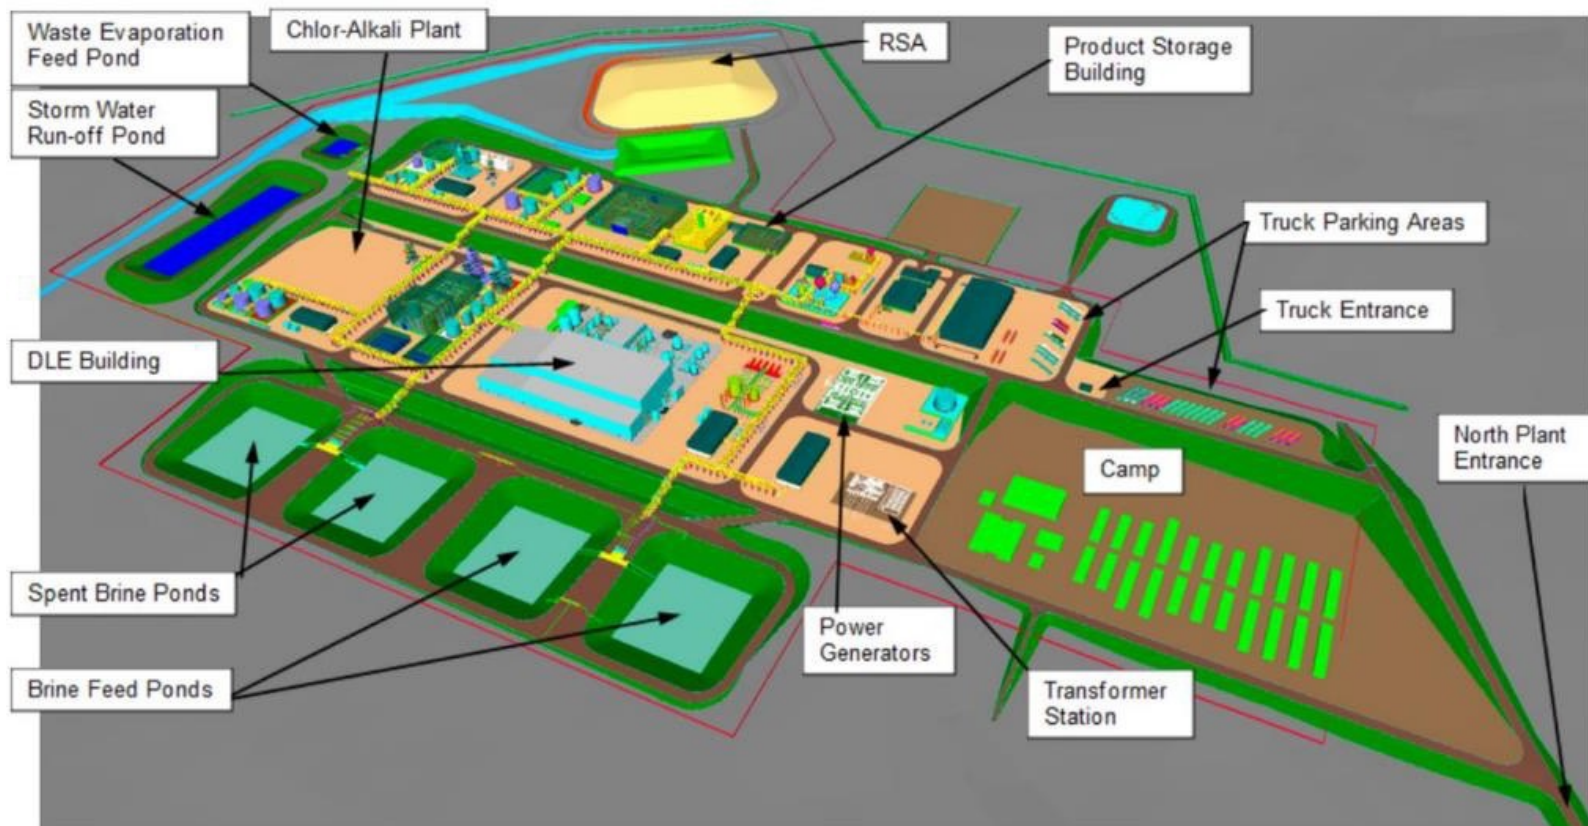 Waste Evaporation
Feed Pond
Chlor-Alkali Plant
RSA
Product Storage
Building
Storm Water
Run-off Pond
Truck Parking Areas
Truck Entrance
DLE Building
North Plant
Entrance
Camp
Spent Brine Ponds
Power
Generators
Brine Feed Ponds
Transformer
Station